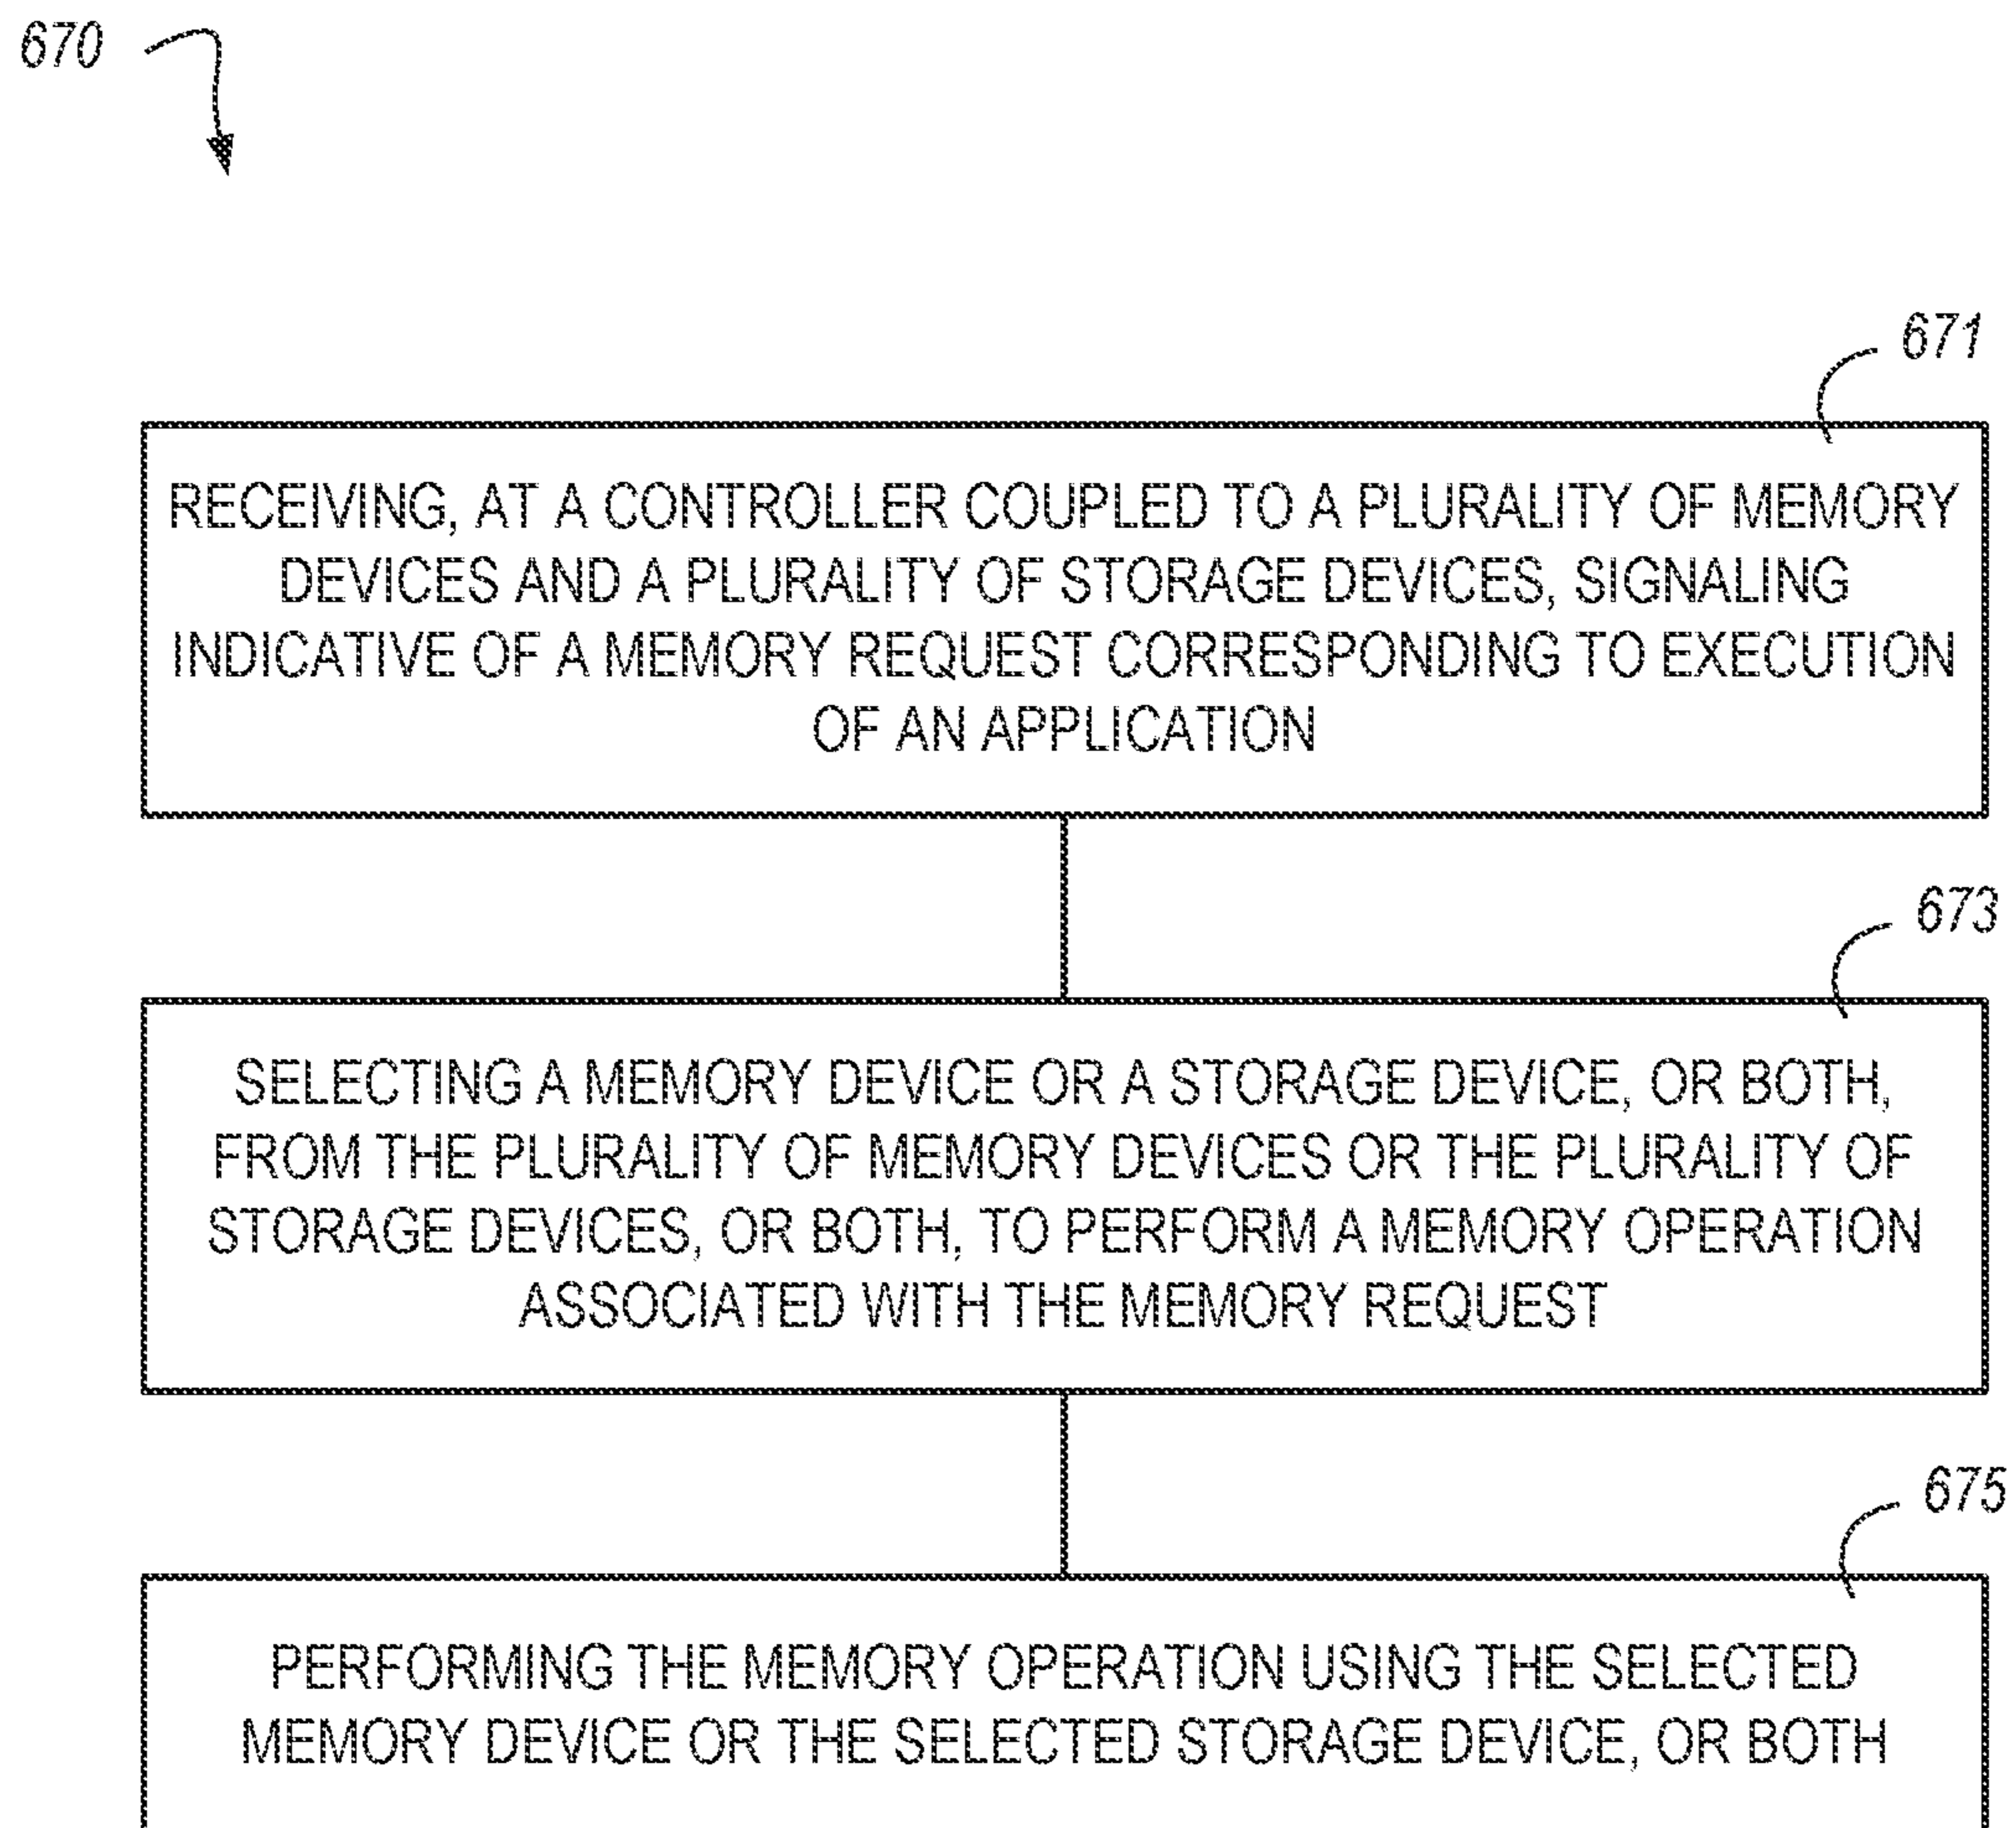 670
671
RECEIVING, AT A CONTROLLER COUPLED TO A PLURALITY OF MEMORY
DEVICES AND A PLURALITY OF STORAGE DEVICES, SIGNALING
INDICATIVE OF A MEMORY REQUEST CORRESPONDING TO EXECUTION
OF AN APPLICATION
673
SELECTING A MEMORY DEVICE OR A STORAGE DEVICE, OR BOTH,
FROM THE PLURALITY OF MEMORY DEVICES OR THE PLURALITY OF
STORAGE DEVICES, OR BOTH, TO PERFORM A MEMORY OPERATION
ASSOCIATED WITH THE MEMORY REQUEST
675
PERFORMING THE MEMORY OPERATION USING THE SELECTED
MEMORY DEVICE OR THE SELECTED STORAGE DEVICE, OR BOTH